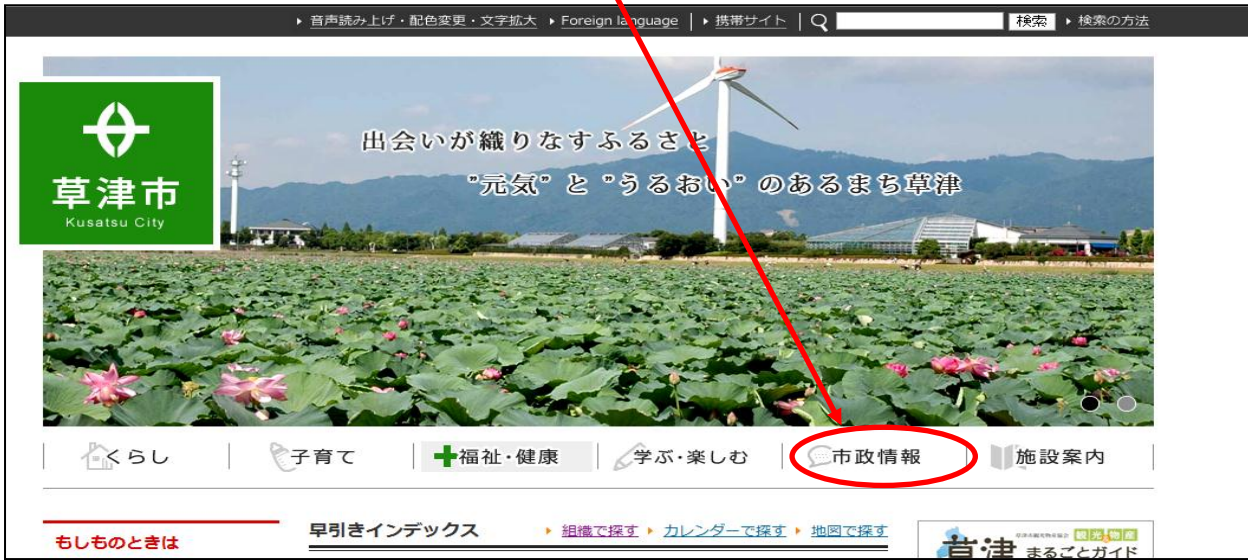 音声読み上げ・配色変更・文字拡大 Foreign language 携帯サイト 検索 検索の方法
草津市
Kusatsu City
出会いが織りなすふるさと
”元気” と ”うるおい” のあるまち草津
くらし 子育て 福祉・健康 学ぶ・楽しむ 市政情報 施設案内
もしものときは
早引きインデックス 組織で探す カレンダーで探す 地図で探す
観光物産
草津 まるごとガイド